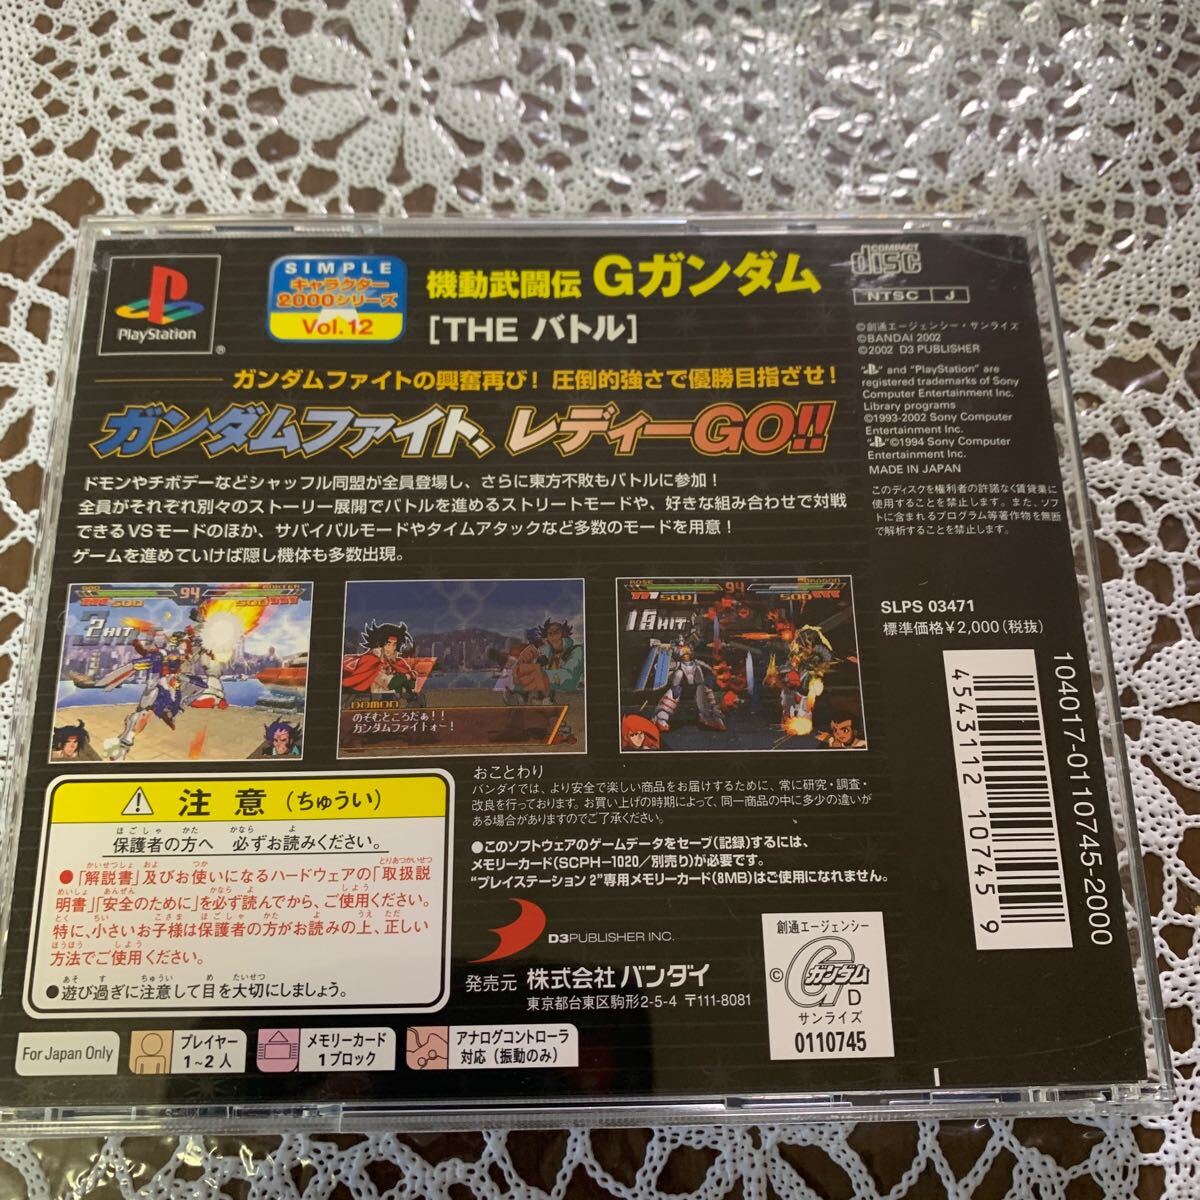 PlayStation
®
SIMPLE
キャラクター
2000シリーズ
Vol.12
機動武闘伝 Gガンダム
[THE バトル]
COMPACT
disc
NTSC J
©創通エージェンシー・サンライズ
©BANDAI 2002
©2002 D3 PUBLISHER
" " and "PlayStation" are
registered trademarks of Sony
Computer Entertainment Inc.
Library programs
©1993-2002 Sony Computer
Entertainment Inc.
" "©1994 Sony Computer
Entertainment Inc.
MADE IN JAPAN
このディスクを権利者の許諾なく賃貸業に
使用することを禁止します。また、ソフ
トに含まれるプログラム等著作物を無断
で解析することを禁止します。
SLPS 03471
標準価格￥2,000(税抜)
ガンダムファイトの興奮再び! 圧倒的強さで優勝目指ざせ!
ガンダムファイト、レディーGO!!
ドモンやチボデーなどシャッフル同盟が全員登場し、さらに東方不敗もバトルに参加!
全員がそれぞれ別々のストーリー展開でバトルを進めるストリートモードや、好きな組み合わせで対戦
できるVSモードのほか、サバイバルモードやタイムアタックなど多数のモードを用意!
ゲームを進めていけば隠し機体も多数出現。
94
500
500
2HIT
DOMON
のぞむところだぁ!!
ガンダムファイトォー!
ROSE
94
DRAGON
500
500
18HIT
注意(ちゅうい)
保護者の方へ 必ずお読みください。
●「解説書」及びお使いになるハードウェアの「取扱説
明書」「安全のために」を必ず読んでから、ご使用ください。
特に、小さいお子様は保護者の方がお読みの上、正しい
方法でご使用ください。
●遊び過ぎに注意して目を大切にしましょう。
おことわり
バンダイでは、より安全で楽しい商品をお届けするために、常に研究・調査・
改良を行っております。お買い上げの時期によって、同一商品の中に多少の違いが
ある場合がありますのでご了承ください。
●このソフトウェアのゲームデータをセーブ(記録)するには、
メモリーカード(SCPH-1020/別売り)が必要です。
"プレイステーション 2"専用メモリーカード(8MB)はご使用になれません。
D3PUBLISHER INC.
発売元 株式会社 バンダイ
東京都台東区駒形2-5-4 〒111-8081
創通エージェンシー
©
ガンダム
G
D
サンライズ
0110745
4543112 107459
104017-0110745-2000
For Japan Only
プレイヤー
1~2人
メモリーカード
1ブロック
アナログコントローラ
対応(振動のみ)